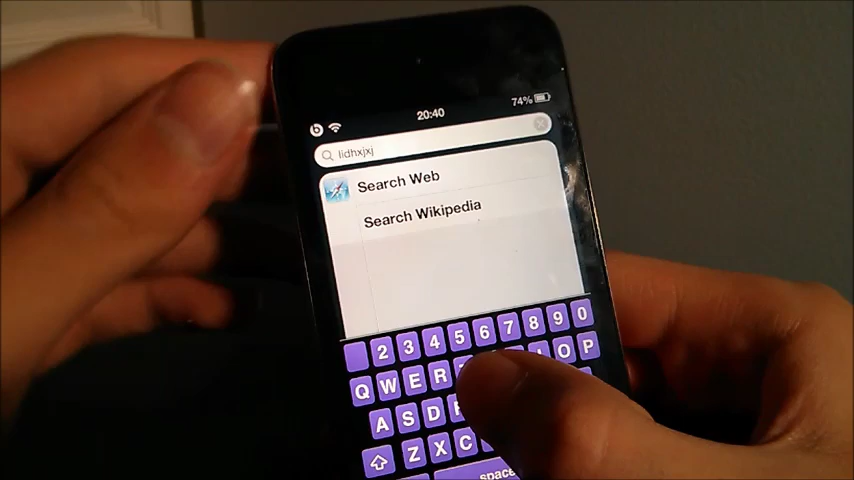 20:40
74%
lidhxjxj
Search Web
Search Wikipedia
2 3 4 5 6 7 8 9 0
Q W E R O P
A S D
Z X C
space